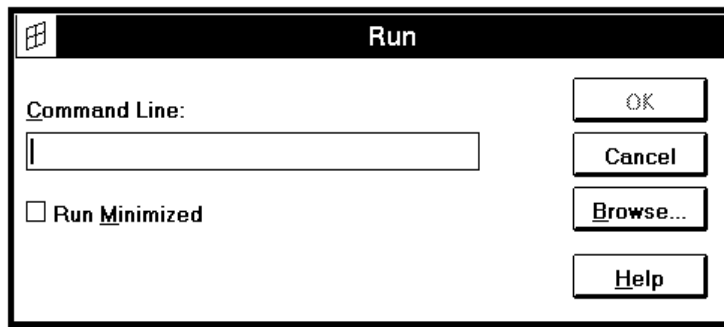 Run
Command Line:
OK
Cancel
Run Minimized
Browse...
Help